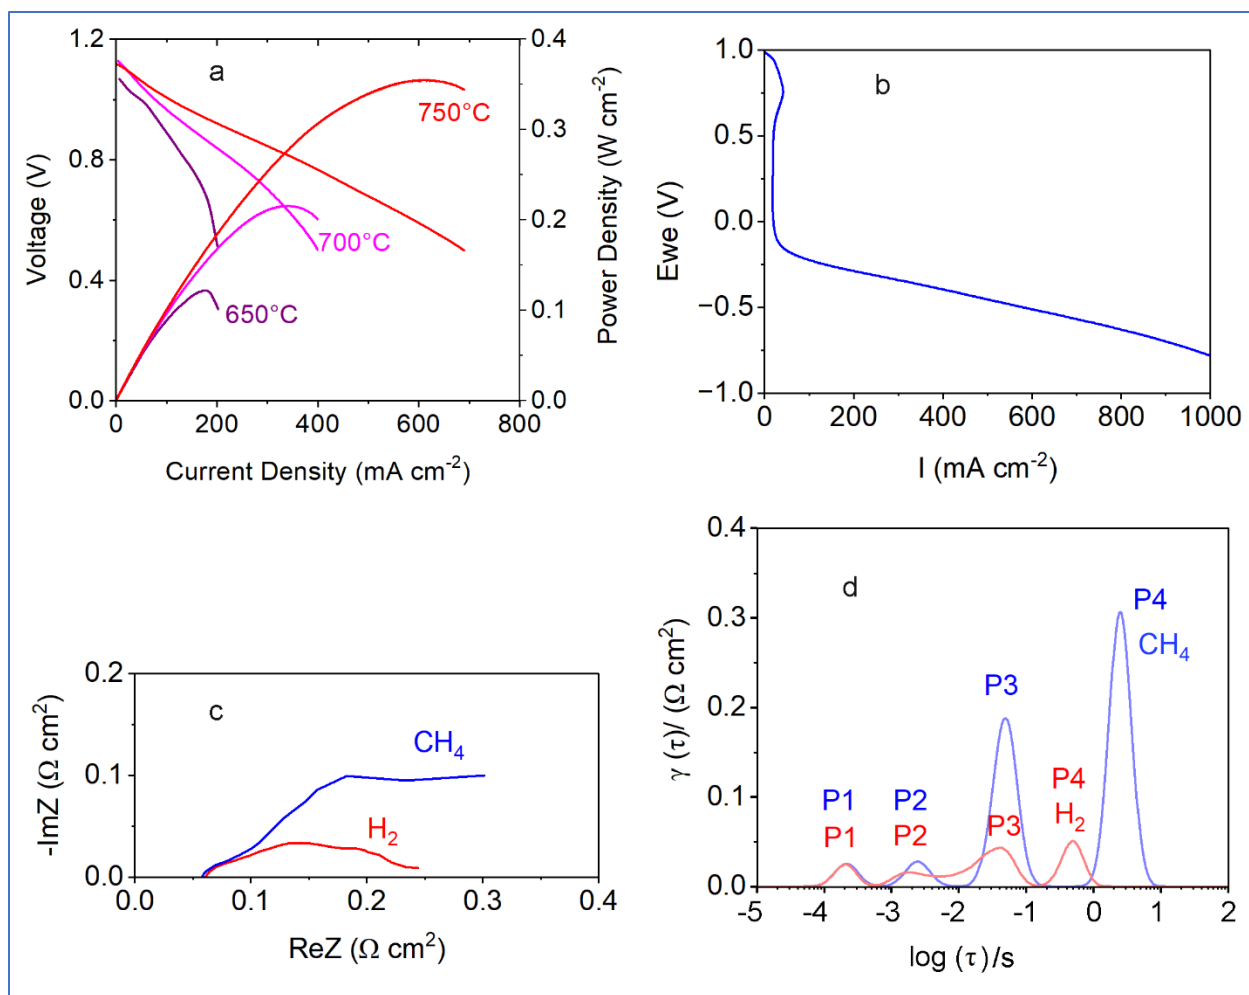 a
1.2
0.8
0.4
0.0
Voltage (V)
0.4
0.3
0.2
0.1
0.0
Power Density (W cm⁻²)
750°C
700°C
650°C
0 200 400 600 800
Current Density (mA cm⁻²)
b
1.0
0.5
0.0
−0.5
−1.0
Ewe (V)
0 200 400 600 800 1000
I (mA cm⁻²)
c
0.2
0.1
0.0
-ImZ (Ω cm²)
CH₄
H₂
0.0 0.1 0.2 0.3 0.4
ReZ (Ω cm²)
d
0.4
0.3
0.2
0.1
0.0
γ (τ)/ (Ω cm²)
P4
CH₄
P3
P1 P2
P1 P2 P3
P4
H₂
-5 -4 -3 -2 -1 0 1 2
log (τ) /s